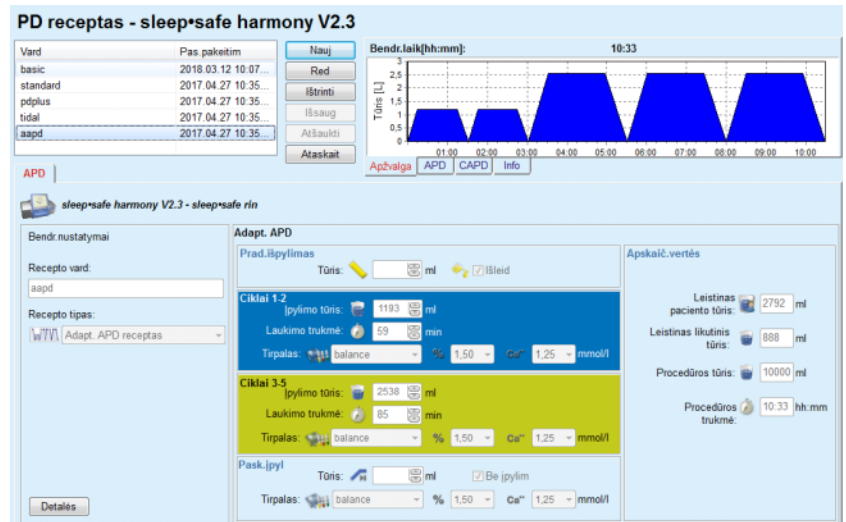 PD receptas - sleep•safe harmony V2.3
Vard Pas.pakeitim
basic 2018.03.12 10:07...
standard 2017.04.27 10:35...
pdplus 2017.04.27 10:35...
tidal 2017.04.27 10:35...
aapd 2017.04.27 10:35...
Nauj
Red
Ištrinti
Išsaug
Atšaukti
Ataskait
Bendr.laik[hh:mm]: 10:33
Tūris [L]
3
2,5
2
1,5
1
0,5
0
01:00 02:00 03:00 04:00 05:00 06:00 07:00 08:00 09:00 10:00
Apžvalga APD CAPD Info
APD
sleep•safe harmony V2.3 - sleep•safe rin
Bendr.nustatymai
Recepto vard:
aapd
Recepto tipas:
Adapt. APD receptas
Detalės
Adapt. APD
Prad.išpylimas
Tūris: ml Išleid
Ciklai 1-2
Įpylimo tūris: 1193 ml
Laukimo trukmė: 59 min
Tirpalas: balance % 1,50 Ca⁺⁺ 1,25 mmol/l
Ciklai 3-5
Įpylimo tūris: 2538 ml
Laukimo trukmė: 85 min
Tirpalas: balance % 1,50 Ca⁺⁺ 1,25 mmol/l
Pask.įpyl
Tūris: ml Be įpylim
Tirpalas: balance % 1,50 Ca⁺⁺ 1,25 mmol/l
Apskaič.vertės
Leistinas
paciento tūris: 2792 ml
Leistinas likutinis
tūris: 888 ml
Procedūros tūris: 10000 ml
Procedūros
trukmė: 10:33 hh:mm